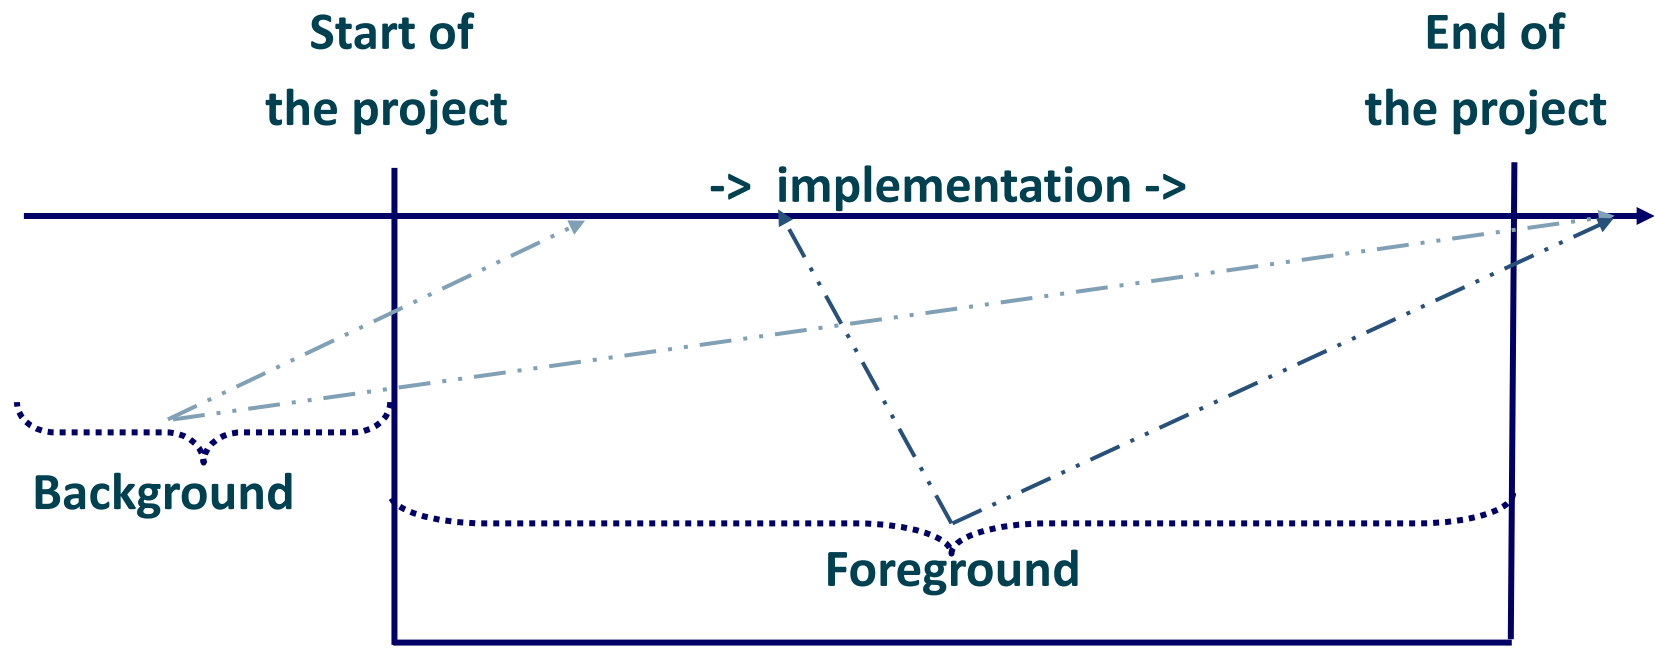 Start of
the project
End of
the project
-> implementation ->
Background
Foreground